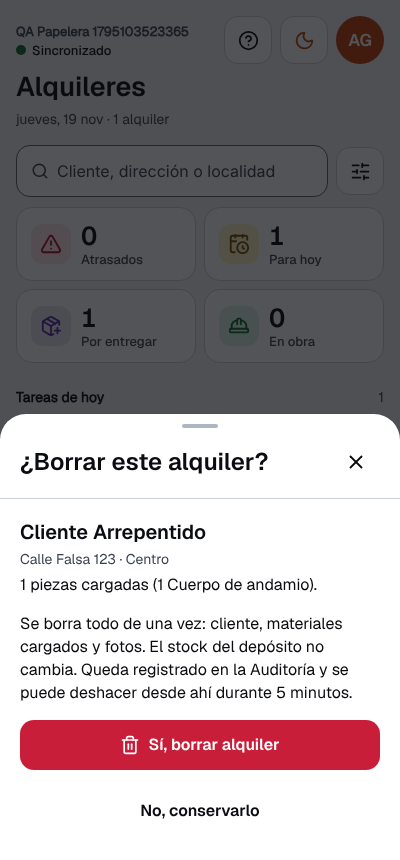 QA Papelera 1795103523365
Sincronizado
AG
Alquileres
jueves, 19 nov · 1 alquiler
Cliente, dirección o localidad
0
Atrasados
1
Para hoy
1
Por entregar
0
En obra
Tareas de hoy
1
¿Borrar este alquiler?
Cliente Arrepentido
Calle Falsa 123 · Centro
1 piezas cargadas (1 Cuerpo de andamio).
Se borra todo de una vez: cliente, materiales
cargados y fotos. El stock del depósito no
cambia. Queda registrado en la Auditoría y se
puede deshacer desde ahí durante 5 minutos.
Sí, borrar alquiler
No, conservarlo